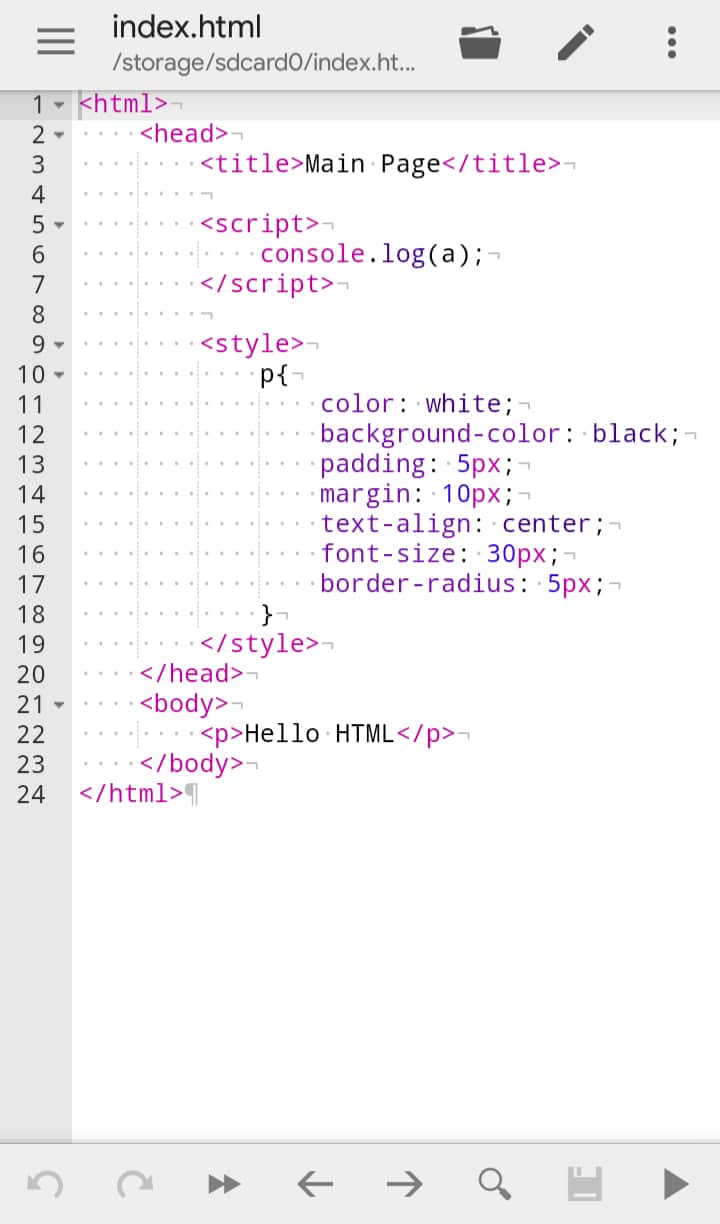 index.html
/storage/sdcard0/index.ht...
1 <html>
2     <head>
3         <title>Main Page</title>
4
5         <script>
6             console.log(a);
7         </script>
8
9         <style>
10             p{
11                 color: white;
12                 background-color: black;
13                 padding: 5px;
14                 margin: 10px;
15                 text-align: center;
16                 font-size: 30px;
17                 border-radius: 5px;
18             }
19         </style>
20     </head>
21     <body>
22         <p>Hello HTML</p>
23     </body>
24 </html>